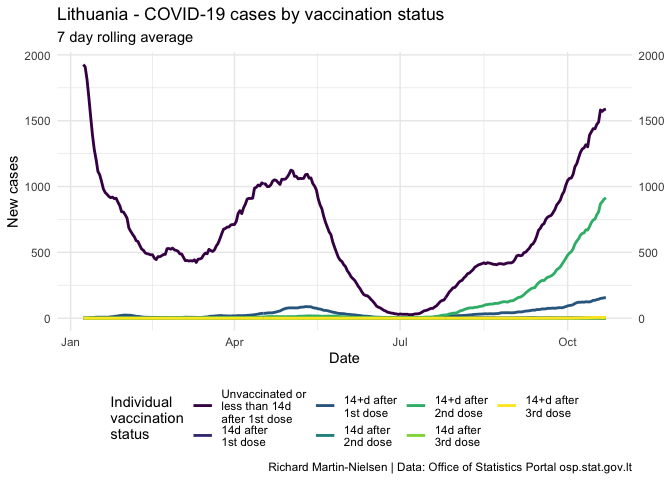 Lithuania - COVID-19 cases by vaccination status
7 day rolling average
2000
1500
1000
500
0
2000
1500
1000
500
0
New cases
Jan
Apr
Jul
Oct
Date
Individual
vaccination
status
Unvaccinated or
less than 14d
after 1st dose
14d after
1st dose
14+d after
1st dose
14d after
2nd dose
14+d after
2nd dose
14d after
3rd dose
14+d after
3rd dose
Richard Martin-Nielsen | Data: Office of Statistics Portal osp.stat.gov.lt